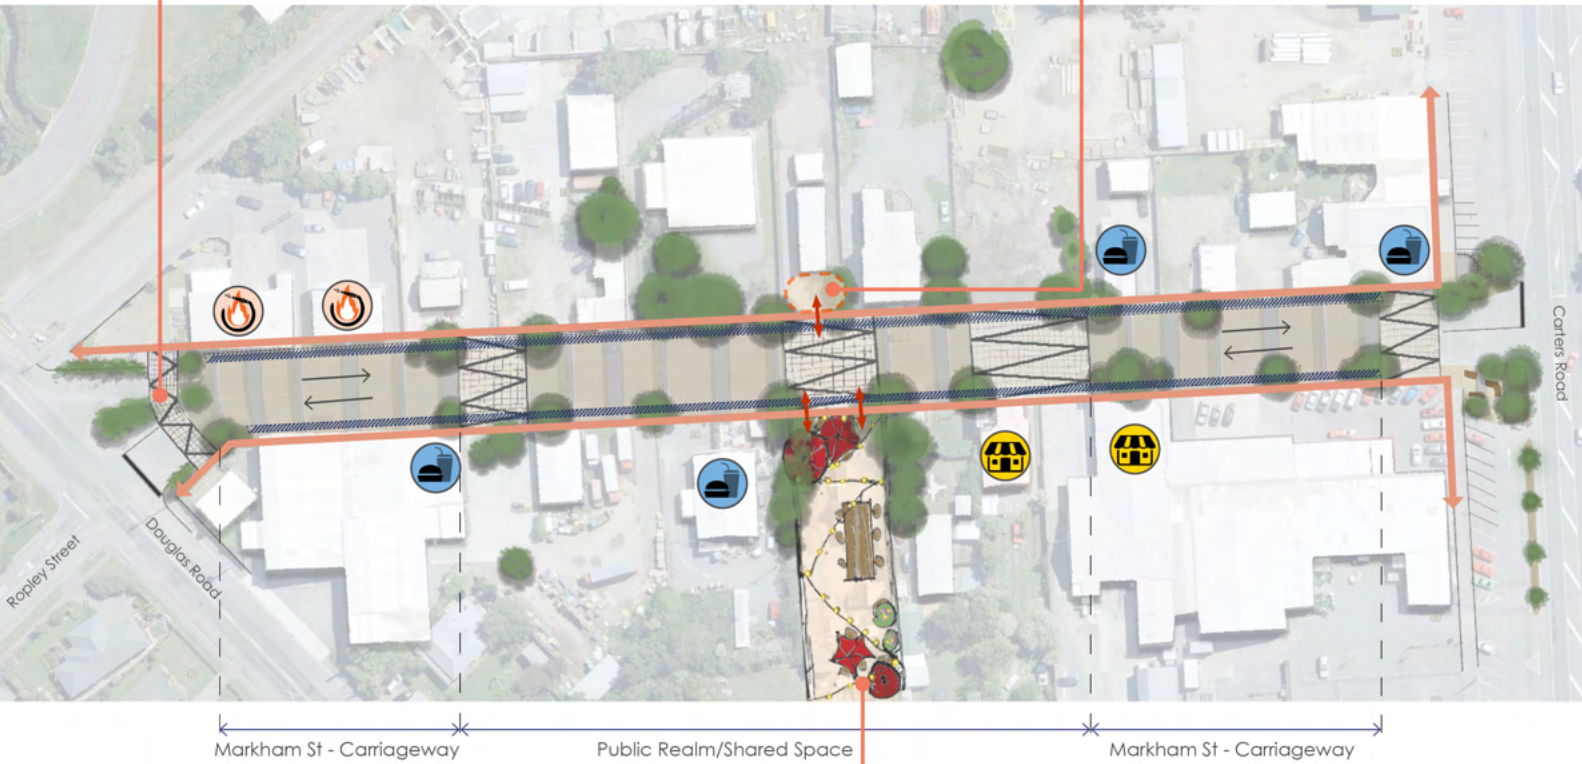 Carters Road
Ropley Street
Douglas Road
Markham St - Carriageway
Public Realm/Shared Space
Markham St - Carriageway